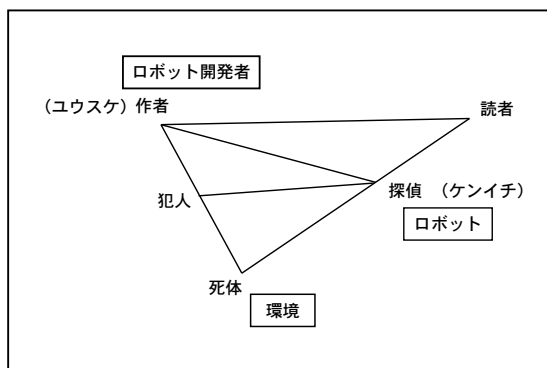 ロボット開発者
（ユウスケ）作者
読者
犯人
探偵 （ケンイチ）
ロボット
死体
環境